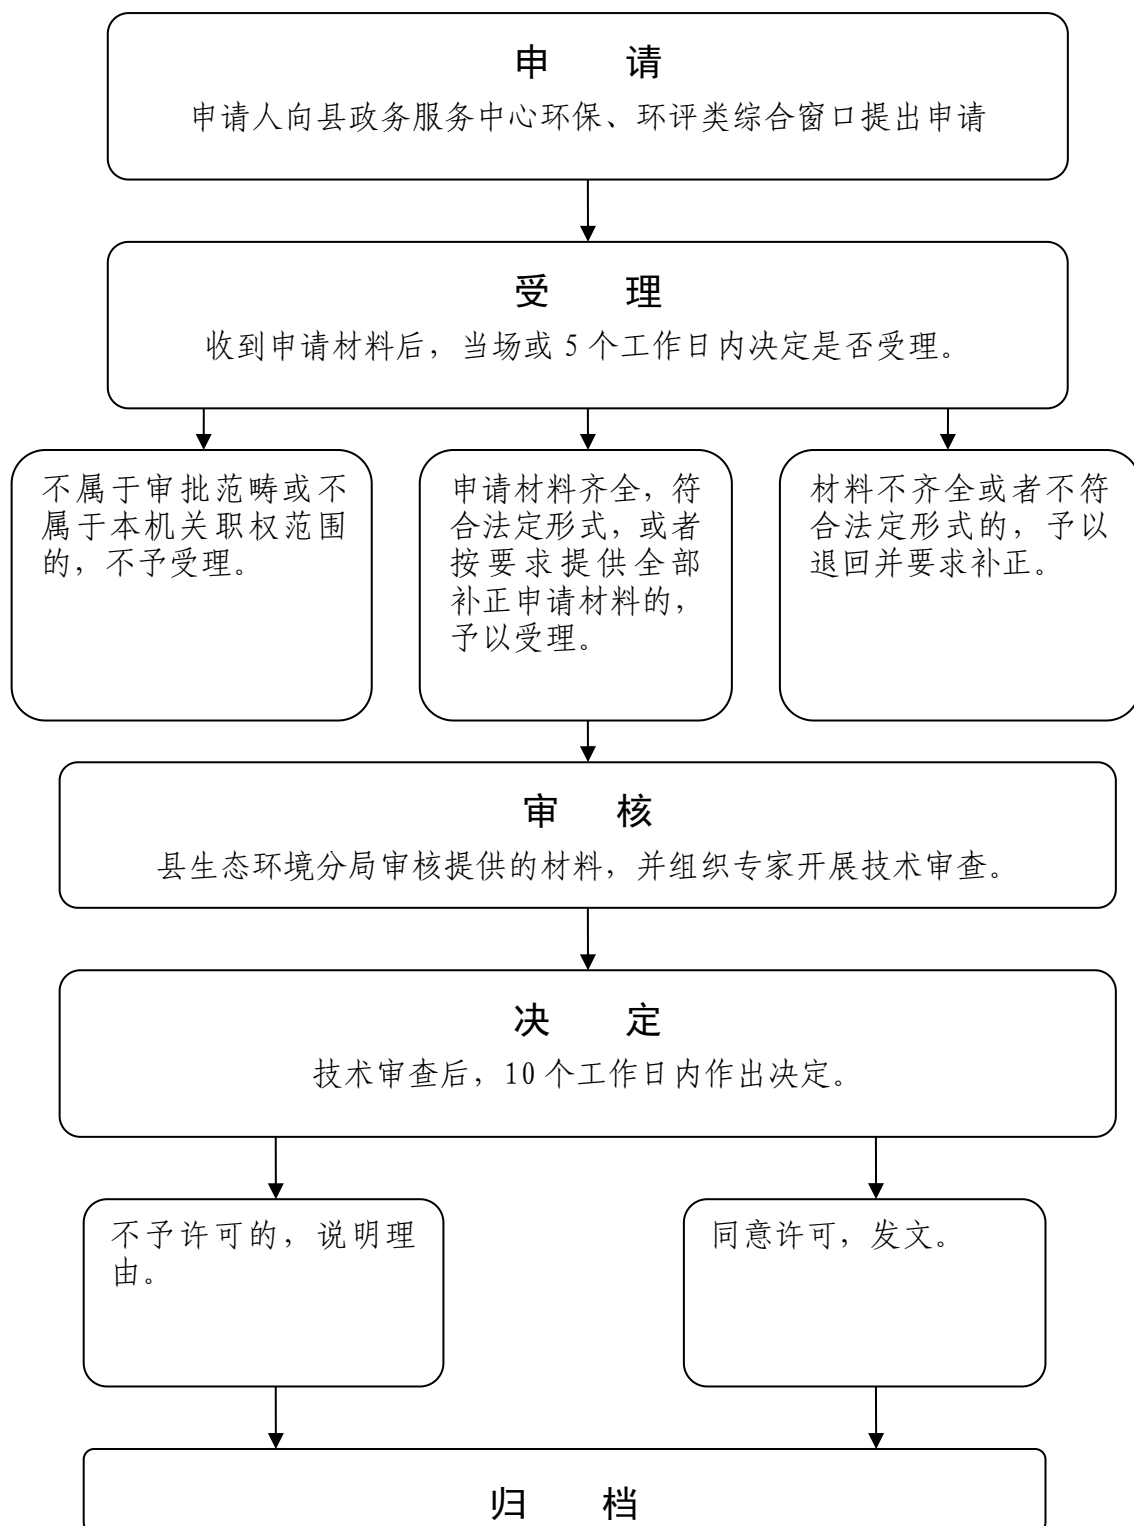 申 请
申请人向县政务服务中心环保、环评类综合窗口提出申请
受 理
收到申请材料后，当场或 5 个工作日内决定是否受理。
不属于审批范畴或不
属于本机关职权范围
的，不予受理。
申请材料齐全，符
合法定形式，或者
按要求提供全部
补正申请材料的，
予以受理。
材料不齐全或者不符
合法定形式的，予以
退回并要求补正。
审 核
县生态环境分局审核提供的材料，并组织专家开展技术审查。
决 定
技术审查后，10 个工作日内作出决定。
不予许可的，说明理
由。
同意许可，发文。
归 档